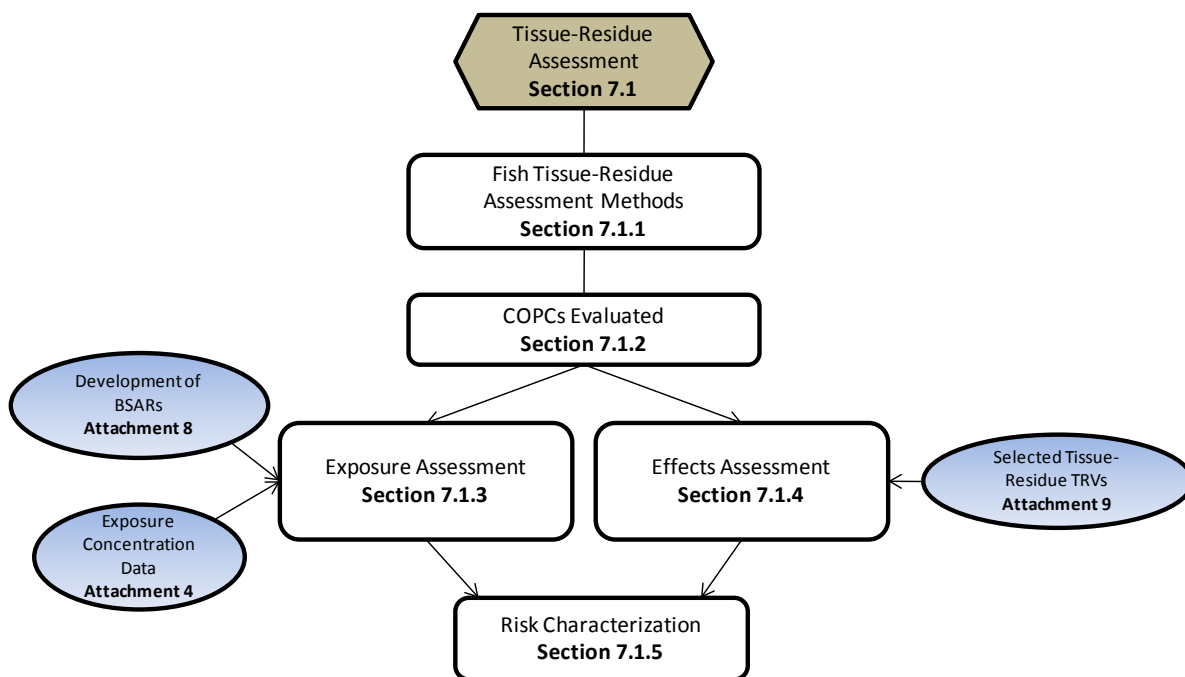 Tissue-Residue
Assessment
Section 7.1
Fish Tissue-Residue
Assessment Methods
Section 7.1.1
COPCs Evaluated
Section 7.1.2
Development of
BSARs
Attachment 8
Exposure Assessment
Section 7.1.3
Effects Assessment
Section 7.1.4
Selected Tissue-
Residue TRVs
Attachment 9
Exposure
Concentration
Data
Attachment 4
Risk Characterization
Section 7.1.5